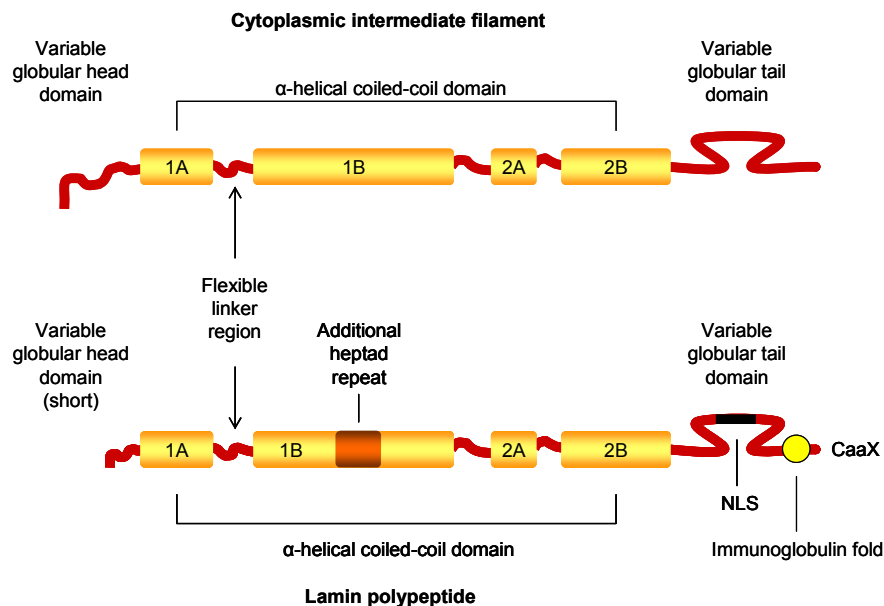 Cytoplasmic intermediate filament
Variable
globular head
domain
α-helical coiled-coil domain
Variable
globular tail
domain
1A
1B
2A
2B
Flexible
linker
region
Variable
globular head
domain
(short)
Additional
heptad
repeat
Variable
globular tail
domain
1A
1B
2A
2B
CaaX
NLS
α-helical coiled-coil domain
Immunoglobulin fold
Lamin polypeptide